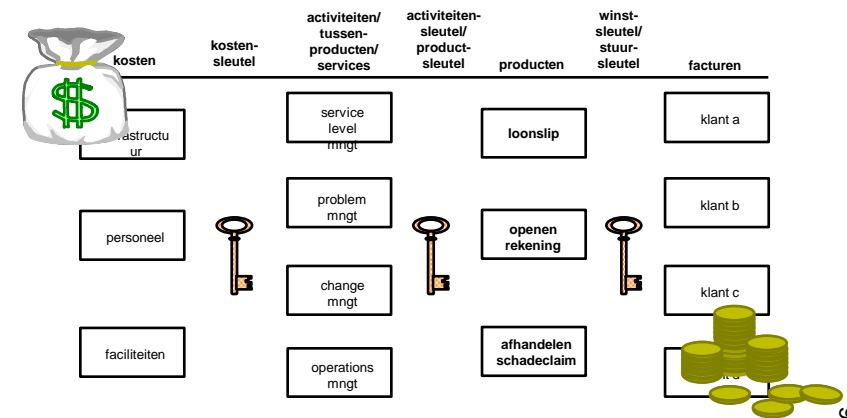 kosten
kosten-
sleutel
activiteiten/
tussen-
producten/
services
activiteiten-
sleutel/
product-
sleutel
producten
winst-
sleutel/
stuur-
sleutel
facturen
ur
personeel
faciliteiten
service
level
mngt
problem
mngt
change
mngt
operations
mngt
loonslip
openen
rekening
afhandelen
schadeclaim
klant a
klant b
klant c